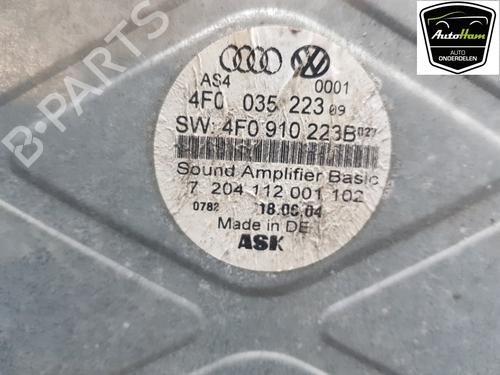 AutoHam
AUTO
ONDERDELEN
B-PARTS
AS4 0001
4F0 035 223 09
SW: 4F0 910 223B 027
Sound Amplifier Basic
7 204 112 001 102
0782 18.06.04
Made in DE
ASK